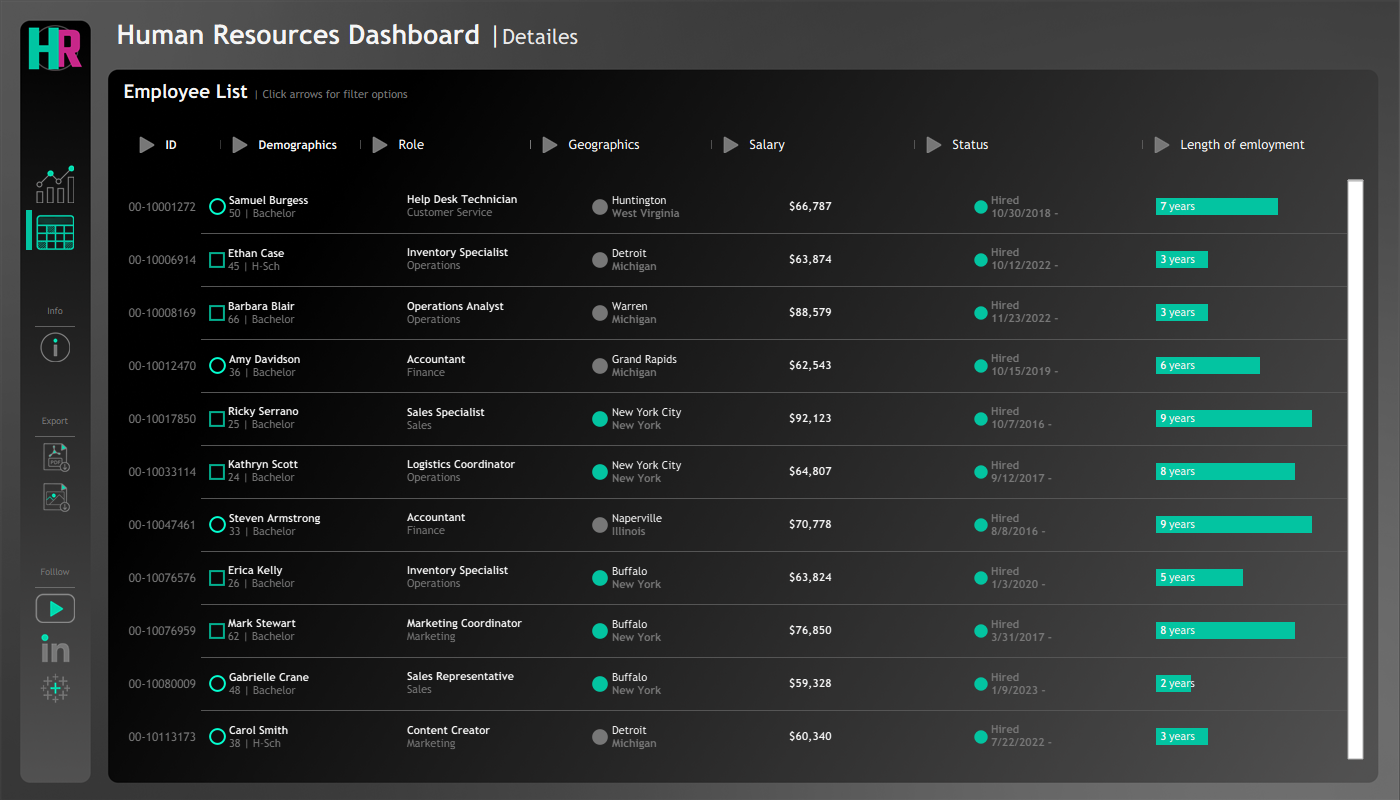 HR
Human Resources Dashboard | Detailes
Employee List | Click arrows for filter options
ID | Demographics | Role | Geographics | Salary | Status | Length of emloyment
00-10001272 Samuel Burgess Help Desk Technician Huntington $66,787 Hired 7 years
50 | Bachelor Customer Service West Virginia 10/30/2018 -
00-10006914 Ethan Case Inventory Specialist Detroit $63,874 Hired 3 years
45 | H-Sch Operations Michigan 10/12/2022 -
00-10008169 Barbara Blair Operations Analyst Warren $88,579 Hired 3 years
66 | Bachelor Operations Michigan 11/23/2022 -
00-10012470 Amy Davidson Accountant Grand Rapids $62,543 Hired 6 years
36 | Bachelor Finance Michigan 10/15/2019 -
00-10017850 Ricky Serrano Sales Specialist New York City $92,123 Hired 9 years
25 | Bachelor Sales New York 10/7/2016 -
00-10033114 Kathryn Scott Logistics Coordinator New York City $64,807 Hired 8 years
24 | Bachelor Operations New York 9/12/2017 -
00-10047461 Steven Armstrong Accountant Naperville $70,778 Hired 9 years
33 | Bachelor Finance Illinois 8/8/2016 -
00-10076576 Erica Kelly Inventory Specialist Buffalo $63,824 Hired 5 years
26 | Bachelor Operations New York 1/3/2020 -
00-10076959 Mark Stewart Marketing Coordinator Buffalo $76,850 Hired 8 years
62 | Bachelor Marketing New York 3/31/2017 -
00-10080009 Gabrielle Crane Sales Representative Buffalo $59,328 Hired 2 years
48 | Bachelor Sales New York 1/9/2023 -
00-10113173 Carol Smith Content Creator Detroit $60,340 Hired 3 years
38 | H-Sch Marketing Michigan 7/22/2022 -
Info
i
Export
PDF
Folllow
in